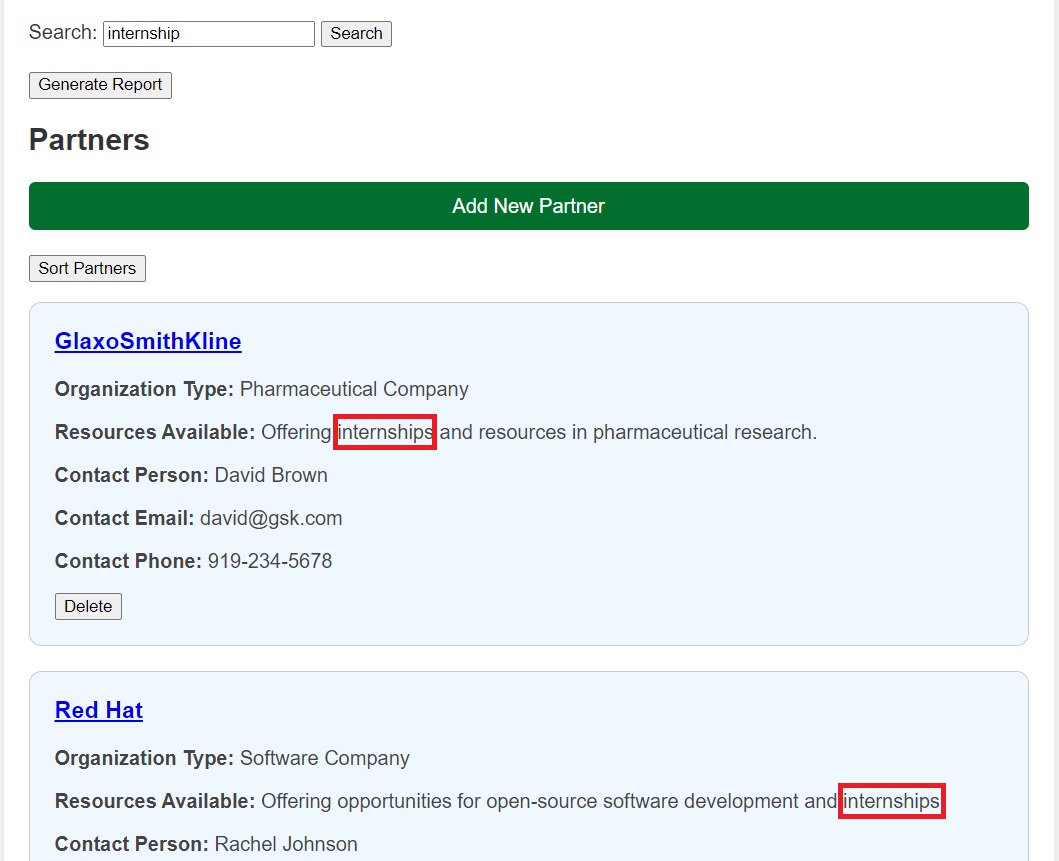 Search: internship Search
Generate Report
Partners
Add New Partner
Sort Partners
GlaxoSmithKline
Organization Type: Pharmaceutical Company
Resources Available: Offering internships and resources in pharmaceutical research.
Contact Person: David Brown
Contact Email: david@gsk.com
Contact Phone: 919-234-5678
Delete
Red Hat
Organization Type: Software Company
Resources Available: Offering opportunities for open-source software development and internships
Contact Person: Rachel Johnson